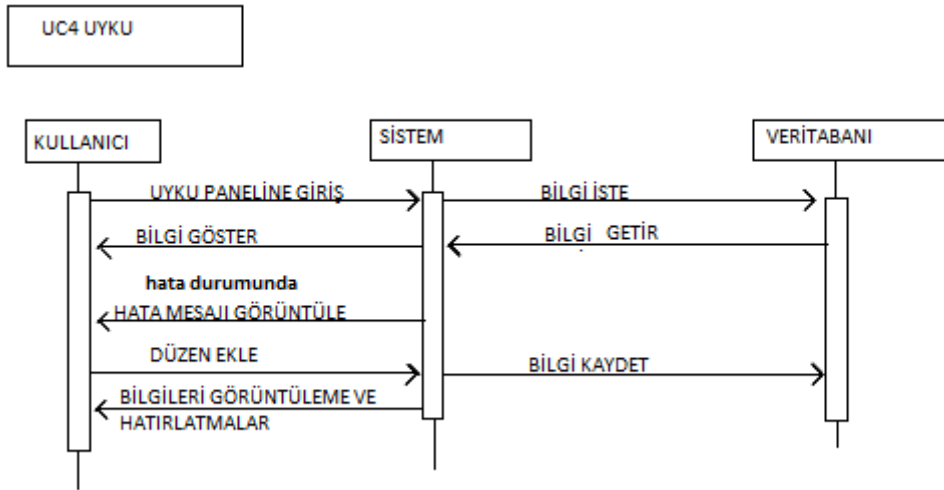 UC4 UYKU
KULLANICI
SİSTEM
VERİTABANI
UYKU PANELİNE GİRİŞ
BİLGİ İSTE
BİLGİ GÖSTER
BİLGİ GETİR
hata durumunda
HATA MESAJI GÖRÜNTÜLE
DÜZEN EKLE
BİLGİ KAYDET
BİLGİLERİ GÖRÜNTÜLEME VE
HATIRLATMALAR